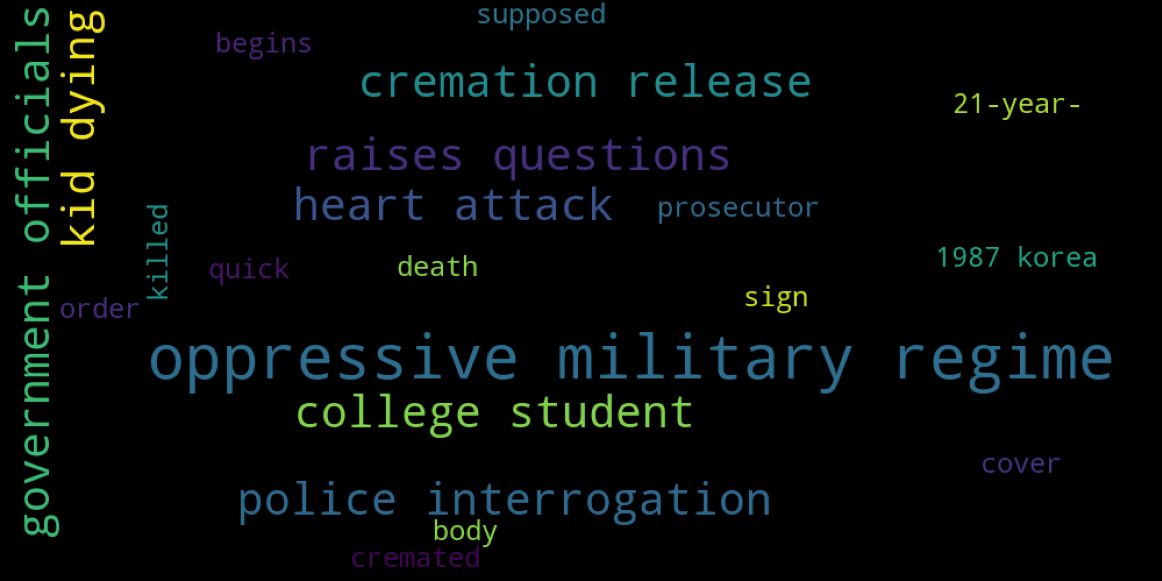 government officials
kid dying
supposed
begins
cremation release
21-year-
raises questions
heart attack
prosecutor
killed
quick
death
1987 korea
sign
order
oppressive military regime
college student
cover
police interrogation
body
cremated